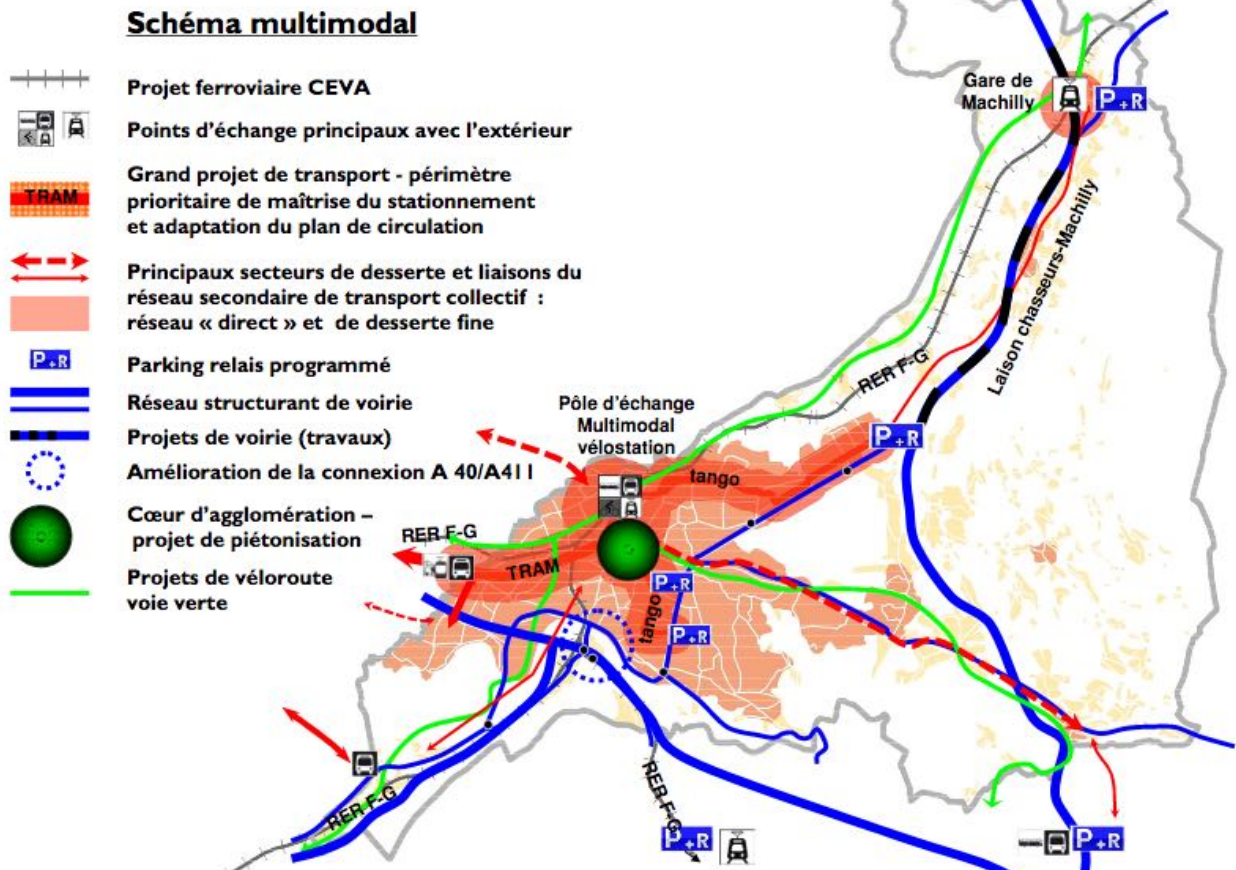 Schéma multimodal
Projet ferroviaire CEVA
Points d'échange principaux avec l'extérieur
TRAM
Grand projet de transport - périmètre
prioritaire de maîtrise du stationnement
et adaptation du plan de circulation
Principaux secteurs de desserte et liaisons du
réseau secondaire de transport collectif :
réseau « direct » et de desserte fine
P+R
Parking relais programmé
Réseau structurant de voirie
Projets de voirie (travaux)
Amélioration de la connexion A 40/A411
Cœur d'agglomération –
projet de piétonisation
Projets de véloroute
voie verte
Gare de
Machilly
P+R
Laison chasseurs-Machilly
RER F-G
Pôle d'échange
Multimodal
vélostation
P+R
tango
RER F-G
TRAM
P+R
tango
P+R
RER F-G
RER F-G
P+R
P+R